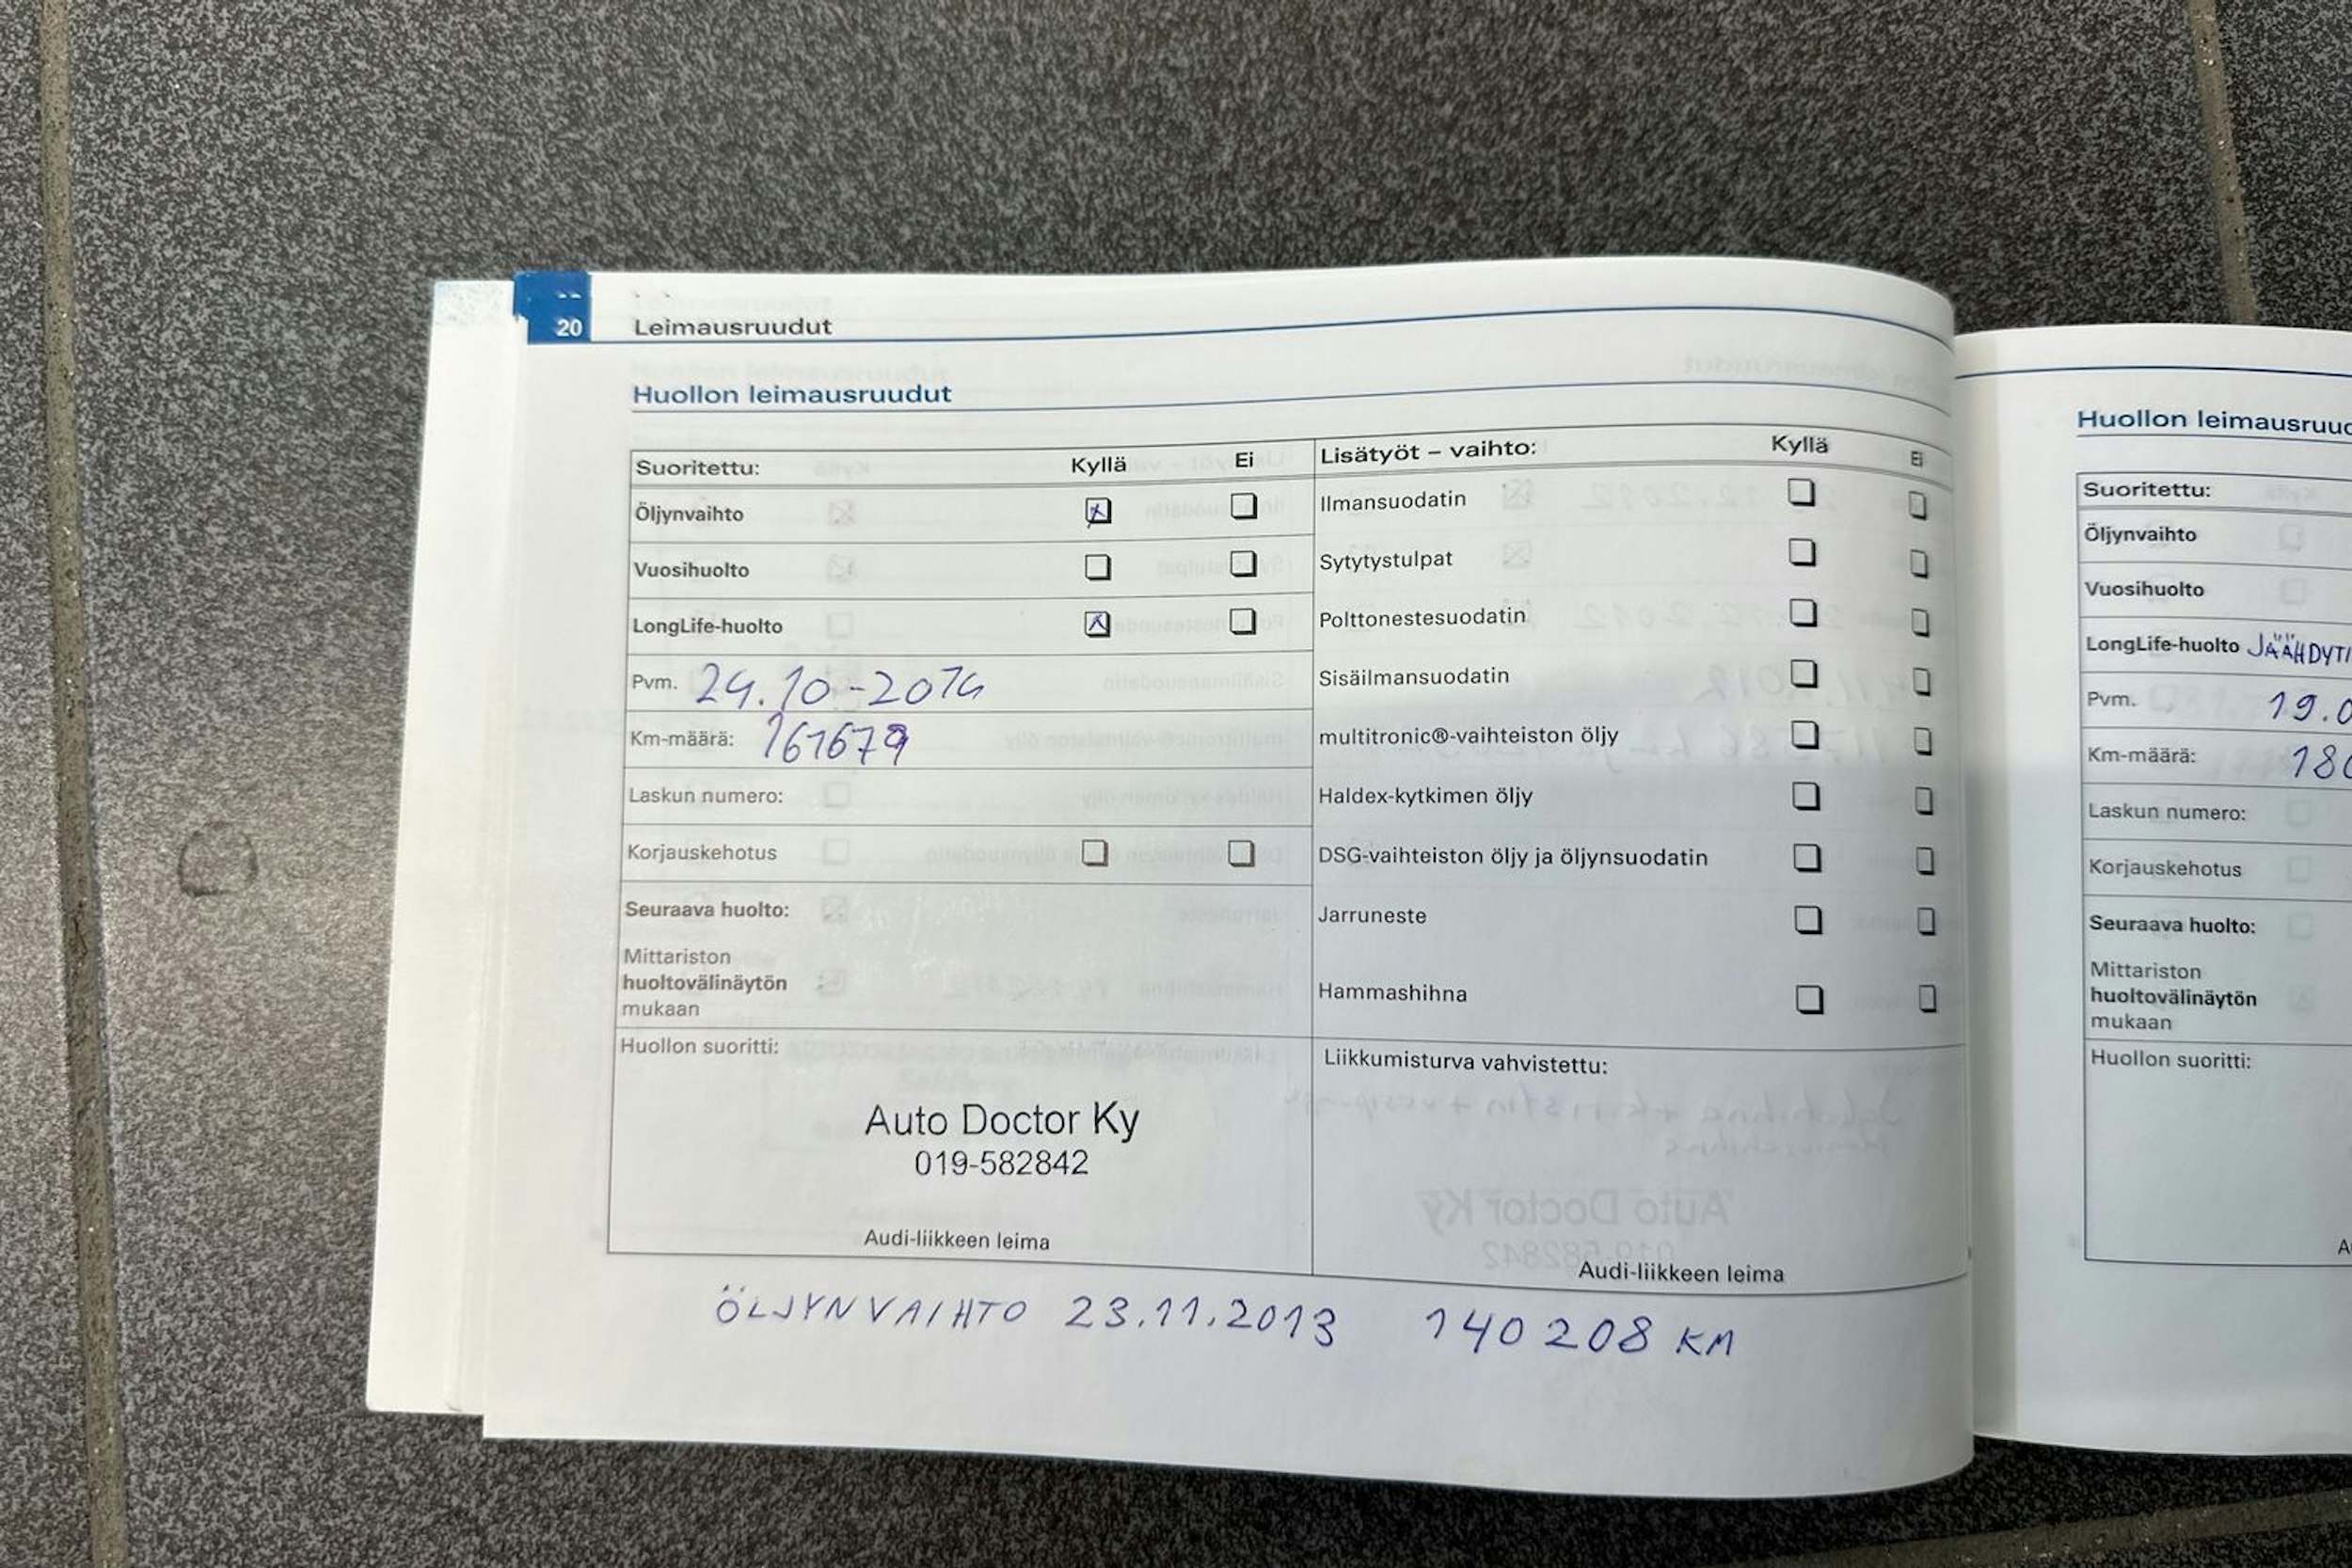 20 Leimausruudut
Huollon leimausruudut
Suoritettu: Kyllä Ei
Öljynvaihto
Vuosihuolto
LongLife-huolto
Pvm. 24.10-2014
Km-määrä: 161679
Laskun numero:
Korjauskehotus
Seuraava huolto:
Mittariston
huoltovälinäytön
mukaan
Huollon suoritti:
Auto Doctor Ky
019-582842
Audi-liikkeen leima
Lisätyöt – vaihto: Kyllä Ei
Ilmansuodatin
Sytytystulpat
Polttonestesuodatin
Sisäilmansuodatin
multitronic®-vaihteiston öljy
Haldex-kytkimen öljy
DSG-vaihteiston öljy ja öljynsuodatin
Jarruneste
Hammashihna
Liikkumisturva vahvistettu:
Audi-liikkeen leima
ÖLJYNVAIHTO 23.11.2013 140208 KM
Huollon leimausruud
Suoritettu:
Öljynvaihto
Vuosihuolto
LongLife-huolto JÄÄHDYTI
Pvm. 19.0
Km-määrä: 180
Laskun numero:
Korjauskehotus
Seuraava huolto:
Mittariston
huoltovälinäytön
mukaan
Huollon suoritti: